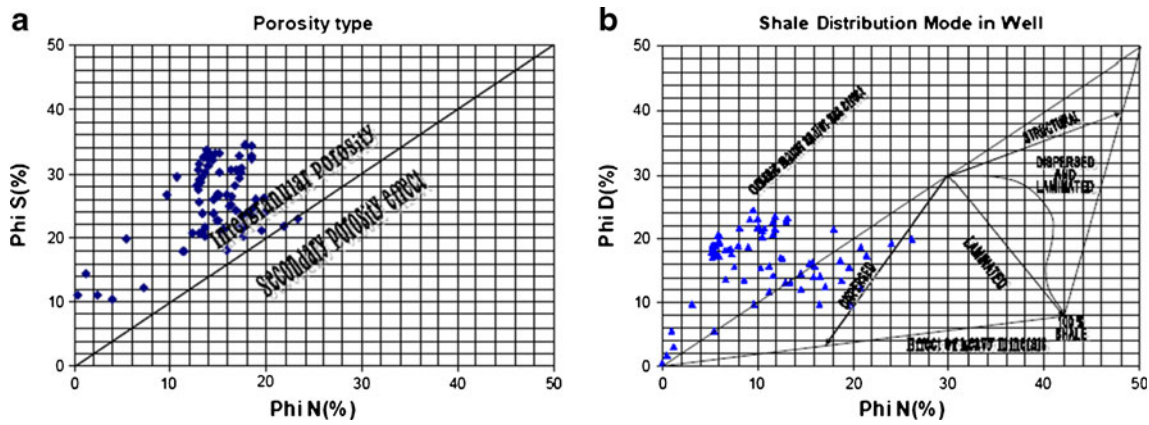 a
Porosity type
50
40
30
20
10
0
Phi S(%)
Intergranular porosity
Secondary porosity effect
0
10
20
30
40
50
Phi N(%)
b
Shale Distribution Mode in Well
50
40
30
20
10
0
Phi D(%)
STRUCTURAL
DISPERSED
AND
LAMINATED
LAMINATED
DISPERSED
100 %
SHALE
Effect of heavy minerals
0
10
20
30
40
50
Phi N(%)